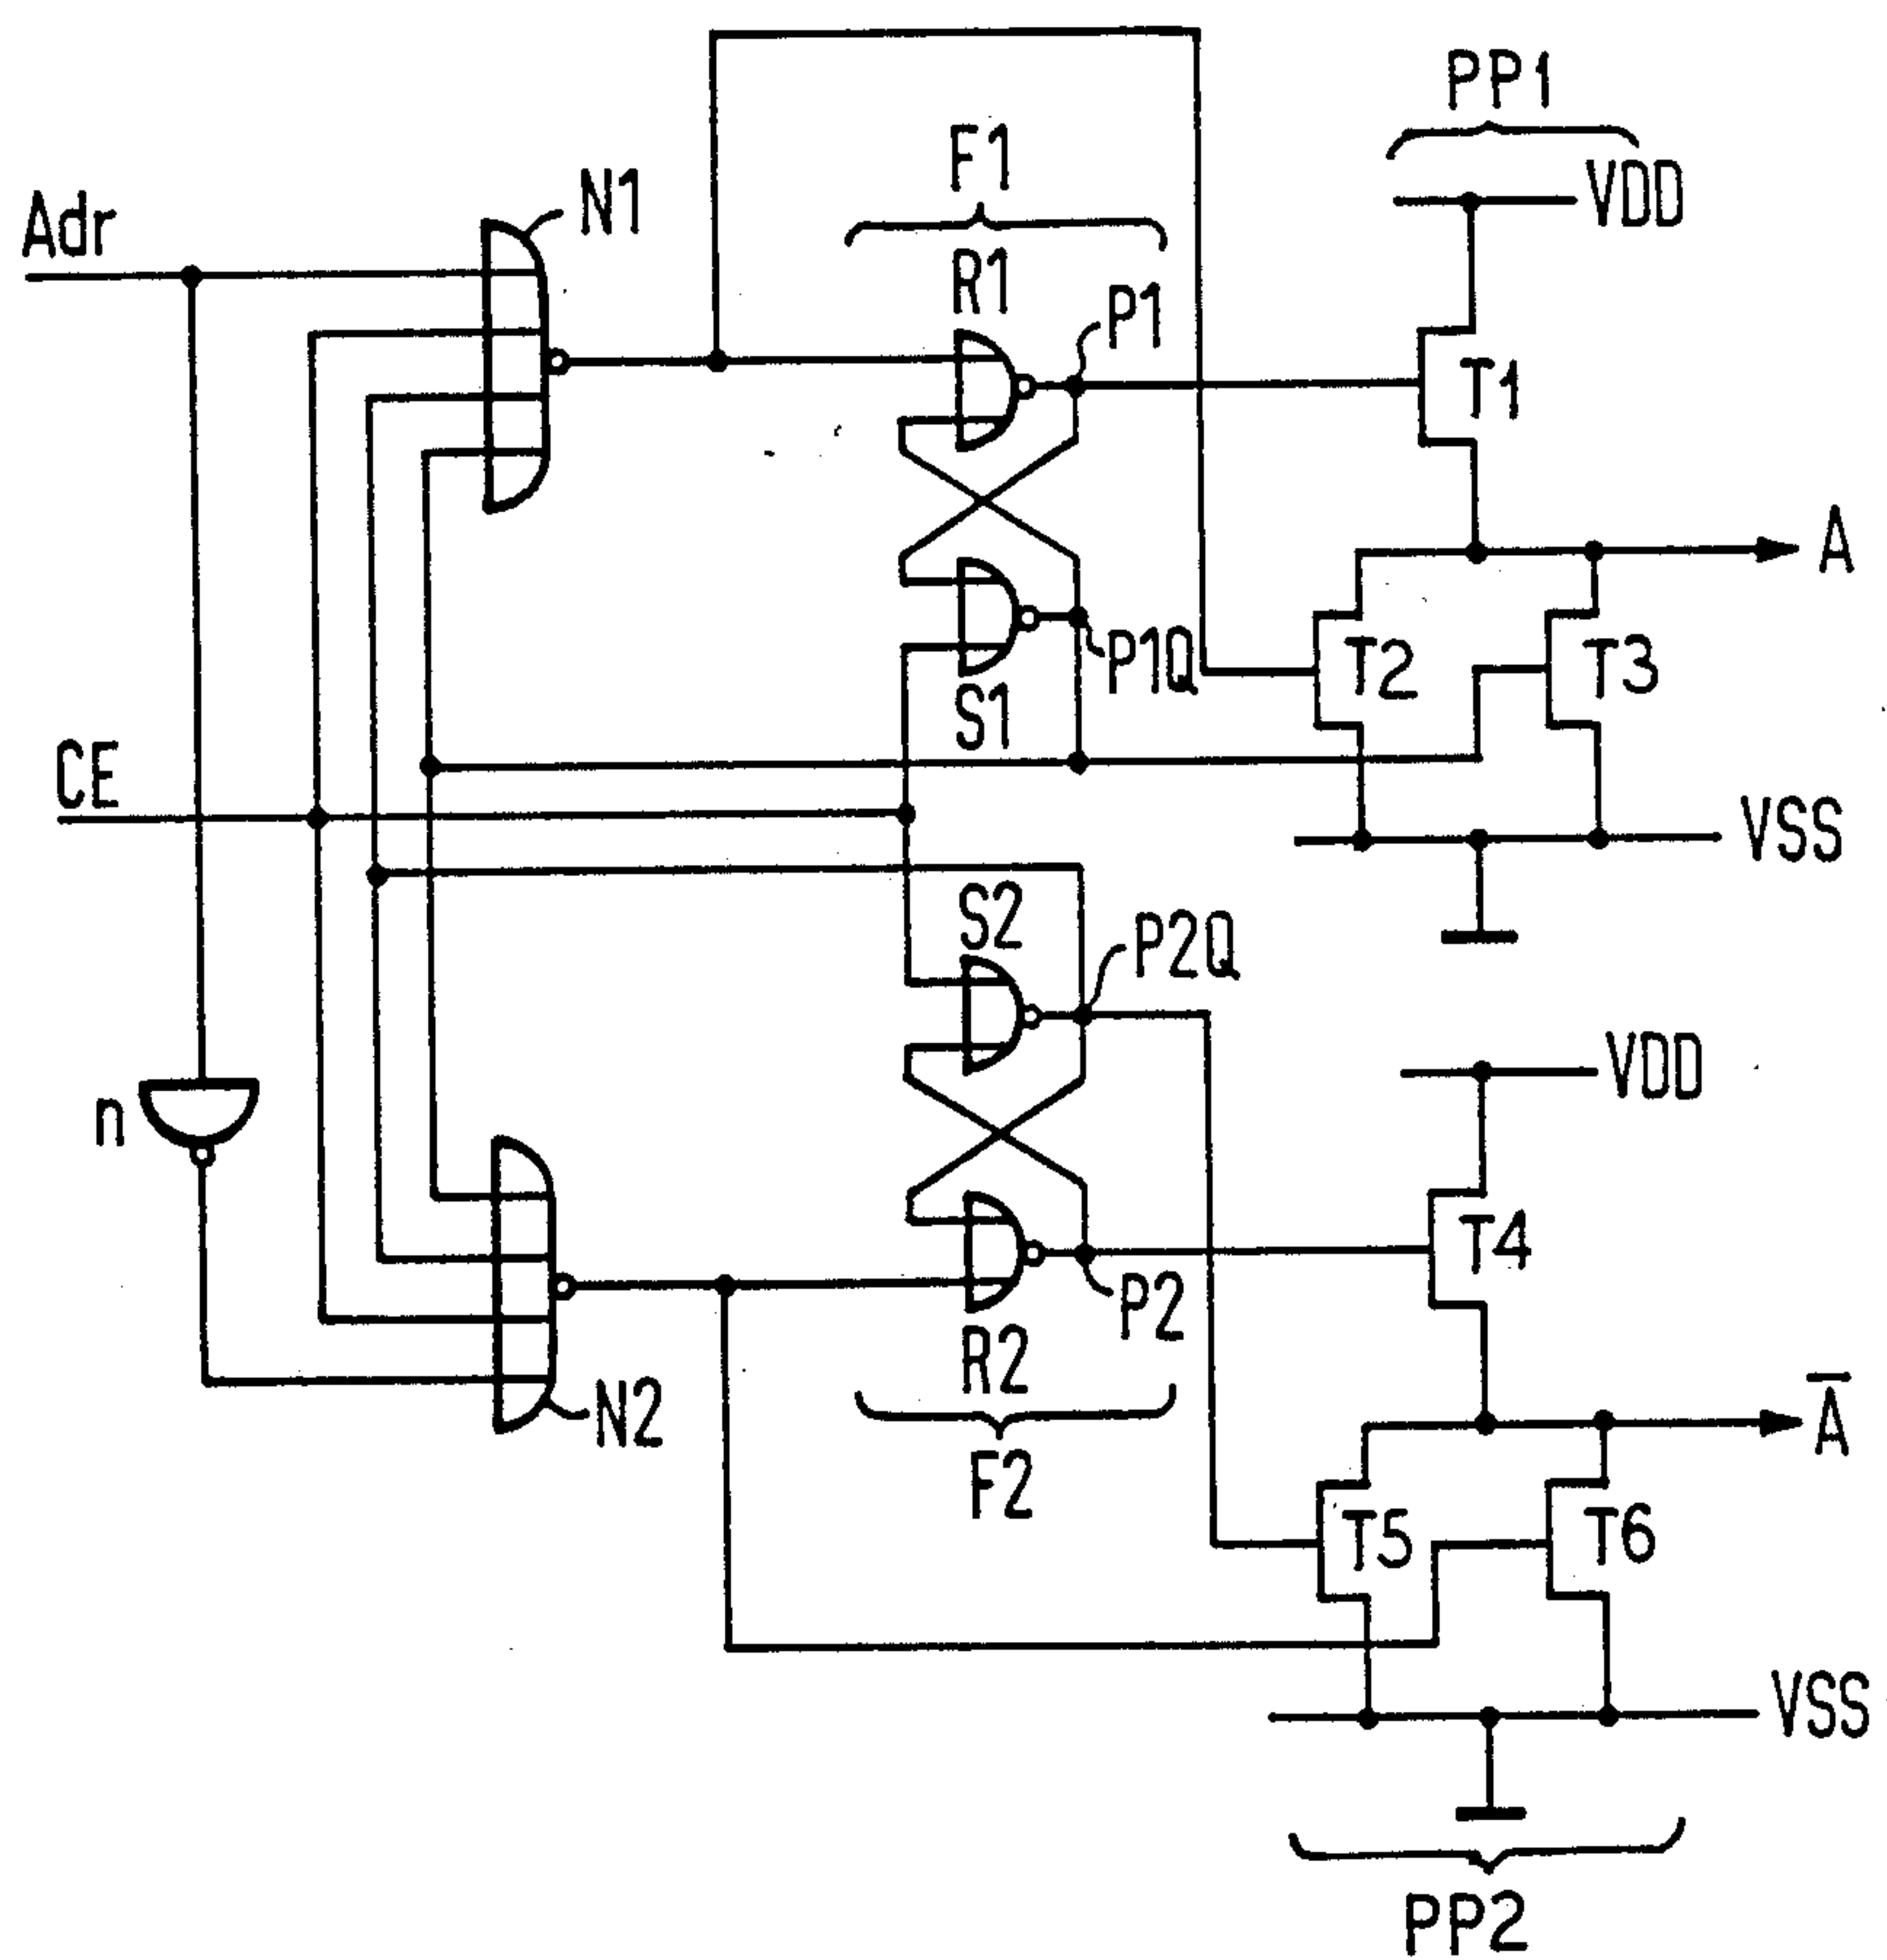 PP1
F1
VDD
Adr
N1
R1
P1
T1
A
T2
T3
P1Q
S1
CE
VSS
S2
P2Q
VDD
n
T4
P2
R2
N2
A̅
F2
T5
T6
VSS
PP2